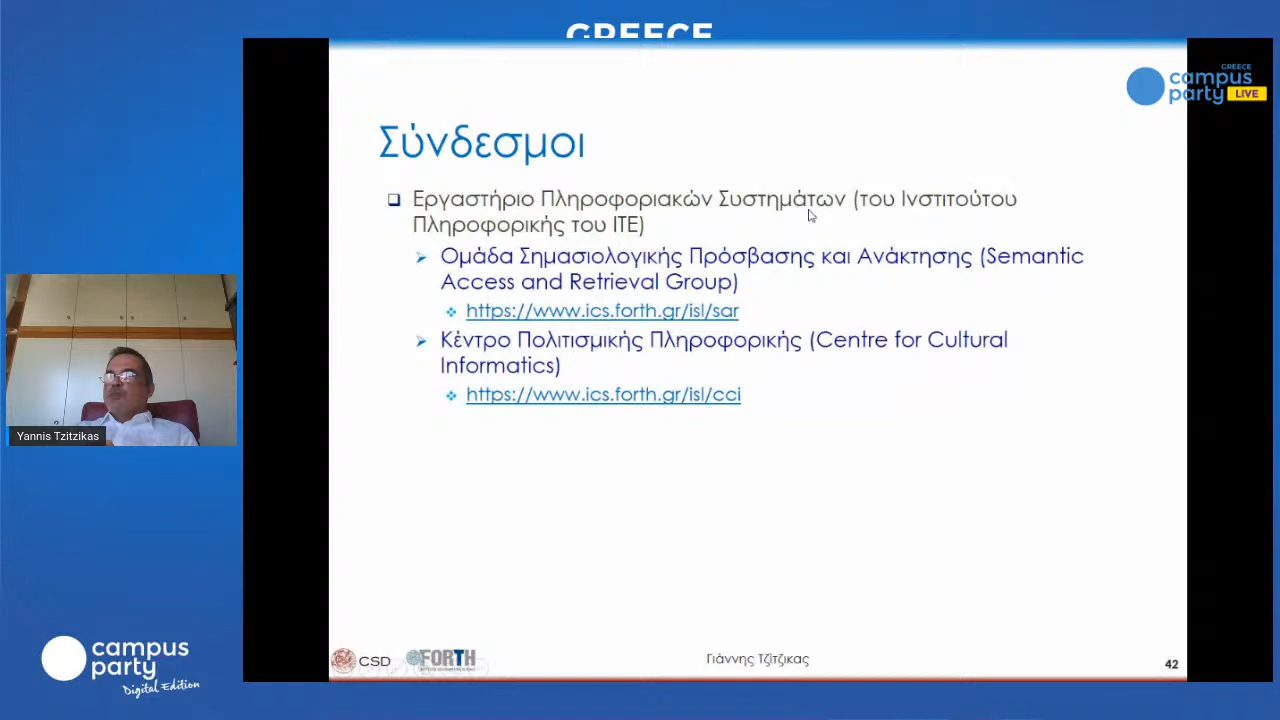 GREECE
GREECE
campus
party LIVE
Σύνδεσμοι
Εργαστήριο Πληροφοριακών Συστημάτων (του Ινστιτούτου
Πληροφορικής του ΙΤΕ)
Ομάδα Σημασιολογικής Πρόσβασης και Ανάκτησης (Semantic
Access and Retrieval Group)
https://www.ics.forth.gr/isl/sar
Κέντρο Πολιτισμικής Πληροφορικής (Centre for Cultural
Informatics)
https://www.ics.forth.gr/isl/cci
Yannis Tzitzikas
campus
party
Digital Edition
CSD
FORTH
Γιάννης Τζίτζικας
42